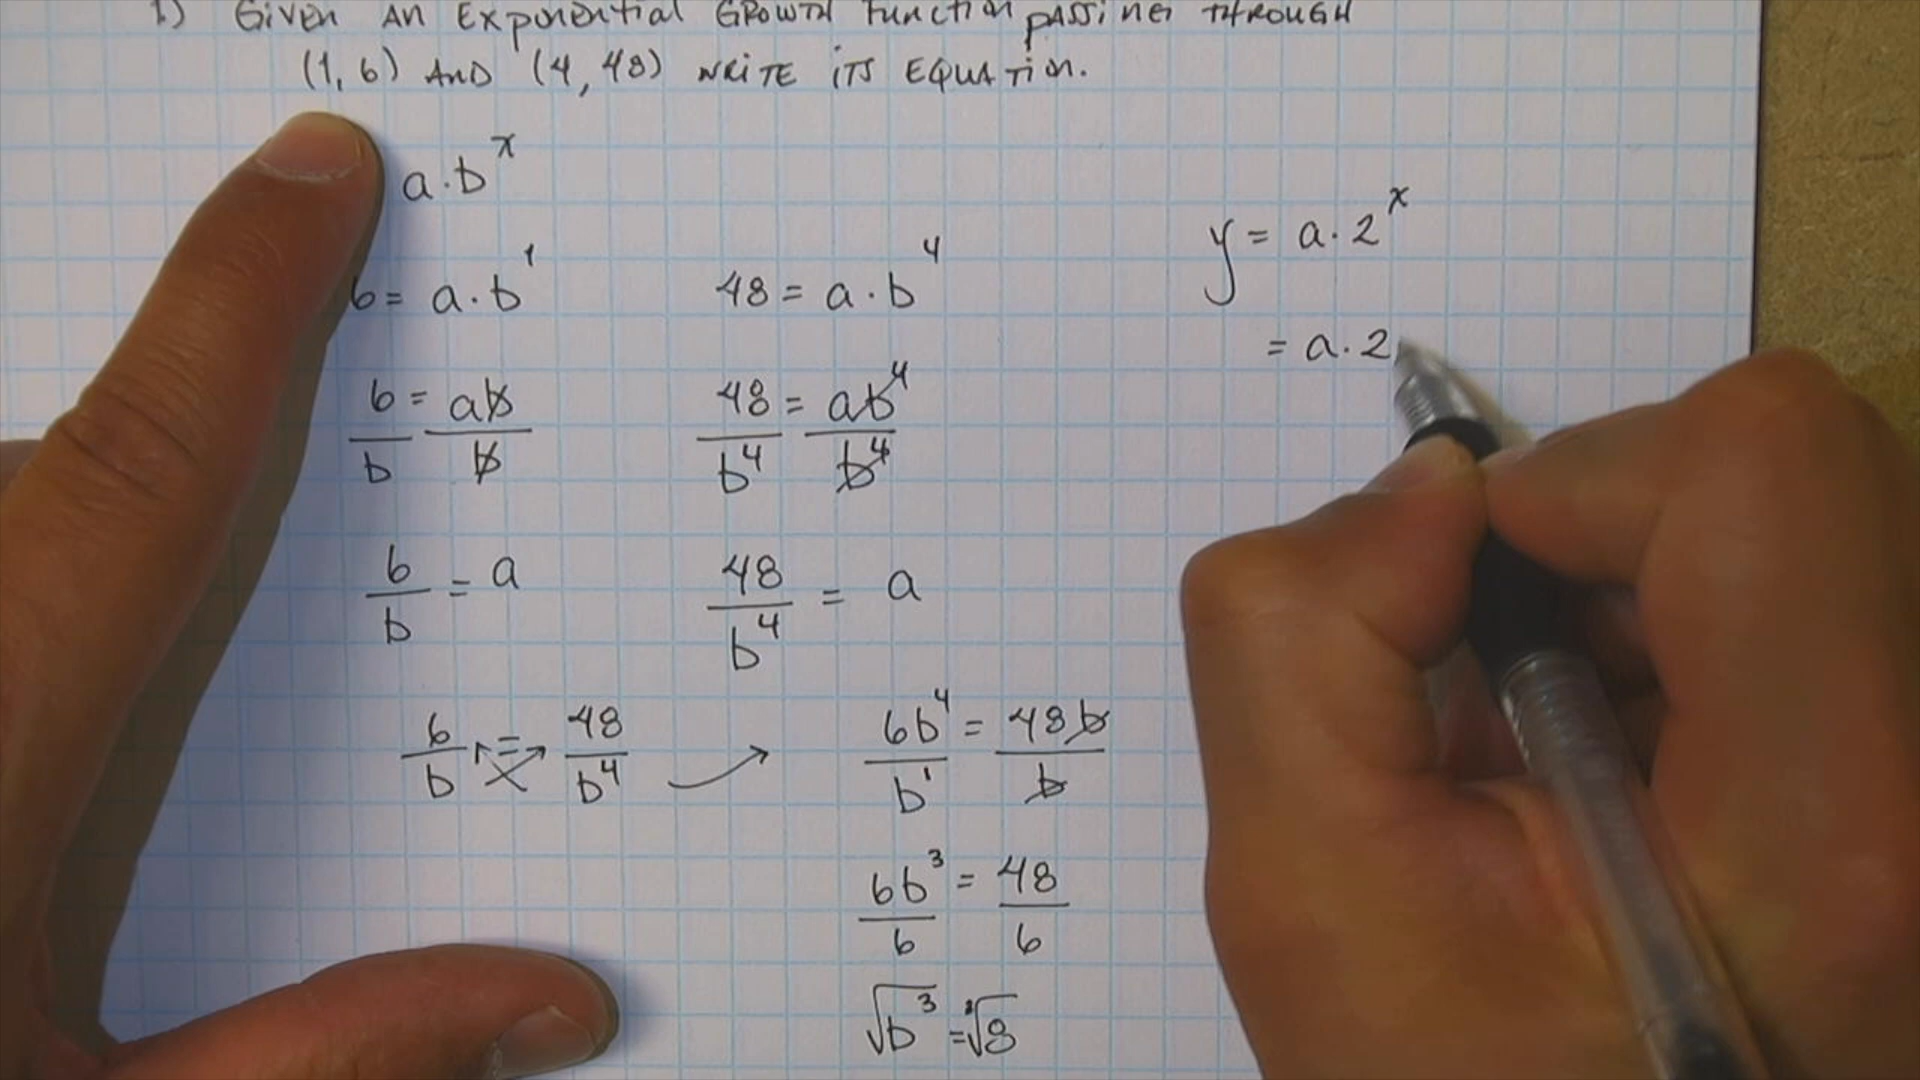 1) GIVEN AN EXPONENTIAL GROWTH FUNCTION PASSING THROUGH
(1, 6) AND (4, 48) WRITE ITS EQUATION.
a · b^x
6 = a · b^1
48 = a · b^4
y = a · 2^x
= a · 2
6/b = ab/b
48/b^4 = ab^4/b^4
6/b = a
48/b^4 = a
6/b = 48/b^4
6b^4/b^1 = 48b/b
6b^3/6 = 48/6
√b^3 = ³√8